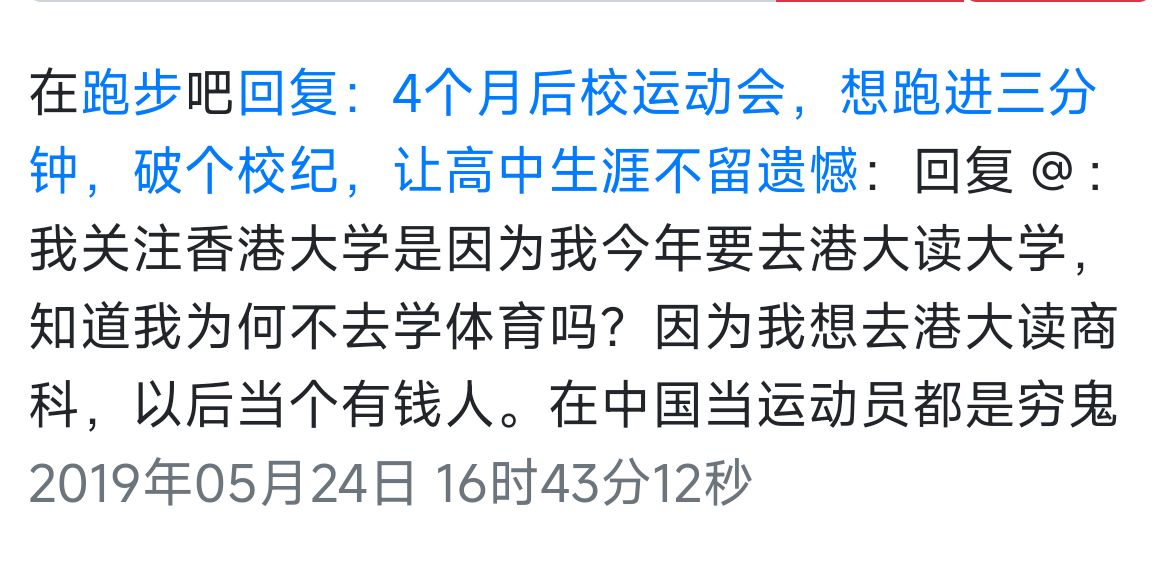 在跑步吧回复：4个月后校运动会，想跑进三分
钟，破个校纪，让高中生涯不留遗憾：回复 @ :
我关注香港大学是因为我今年要去港大读大学，
知道我为何不去学体育吗？因为我想去港大读商
科，以后当个有钱人。在中国当运动员都是穷鬼
2019年05月24日 16时43分12秒